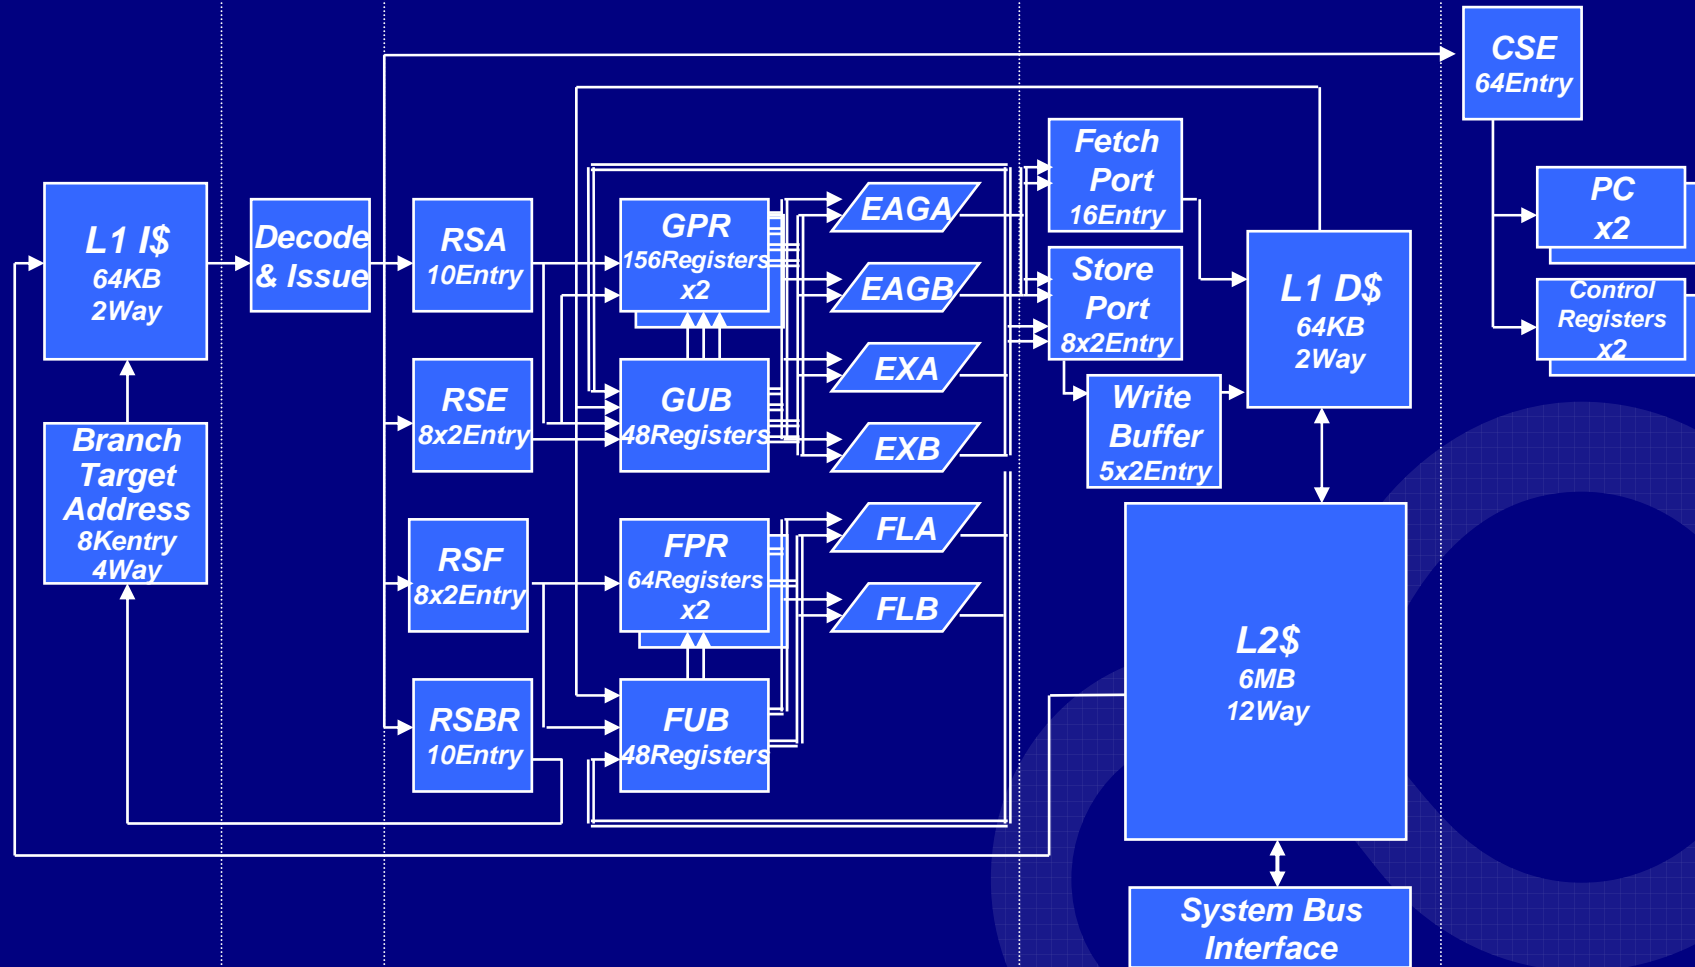 L1 I$
64KB
2Way
Branch
Target
Address
8Kentry
4Way
Decode
& Issue
RSA
10Entry
RSE
8x2Entry
RSF
8x2Entry
RSBR
10Entry
GPR
156Registers
x2
GUB
48Registers
FPR
64Registers
x2
FUB
48Registers
EAGA
EAGB
EXA
EXB
FLA
FLB
Fetch
Port
16Entry
Store
Port
8x2Entry
Write
Buffer
5x2Entry
L1 D$
64KB
2Way
L2$
6MB
12Way
System Bus
Interface
CSE
64Entry
PC
x2
Control
Registers
x2